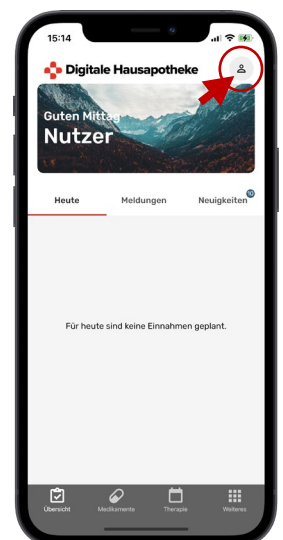 15:14
Digitale Hausapotheke
Guten Mittag
Nutzer
Heute Meldungen Neuigkeiten 10
Für heute sind keine Einnahmen geplant.
Übersicht Medikamente Therapie Weiteres